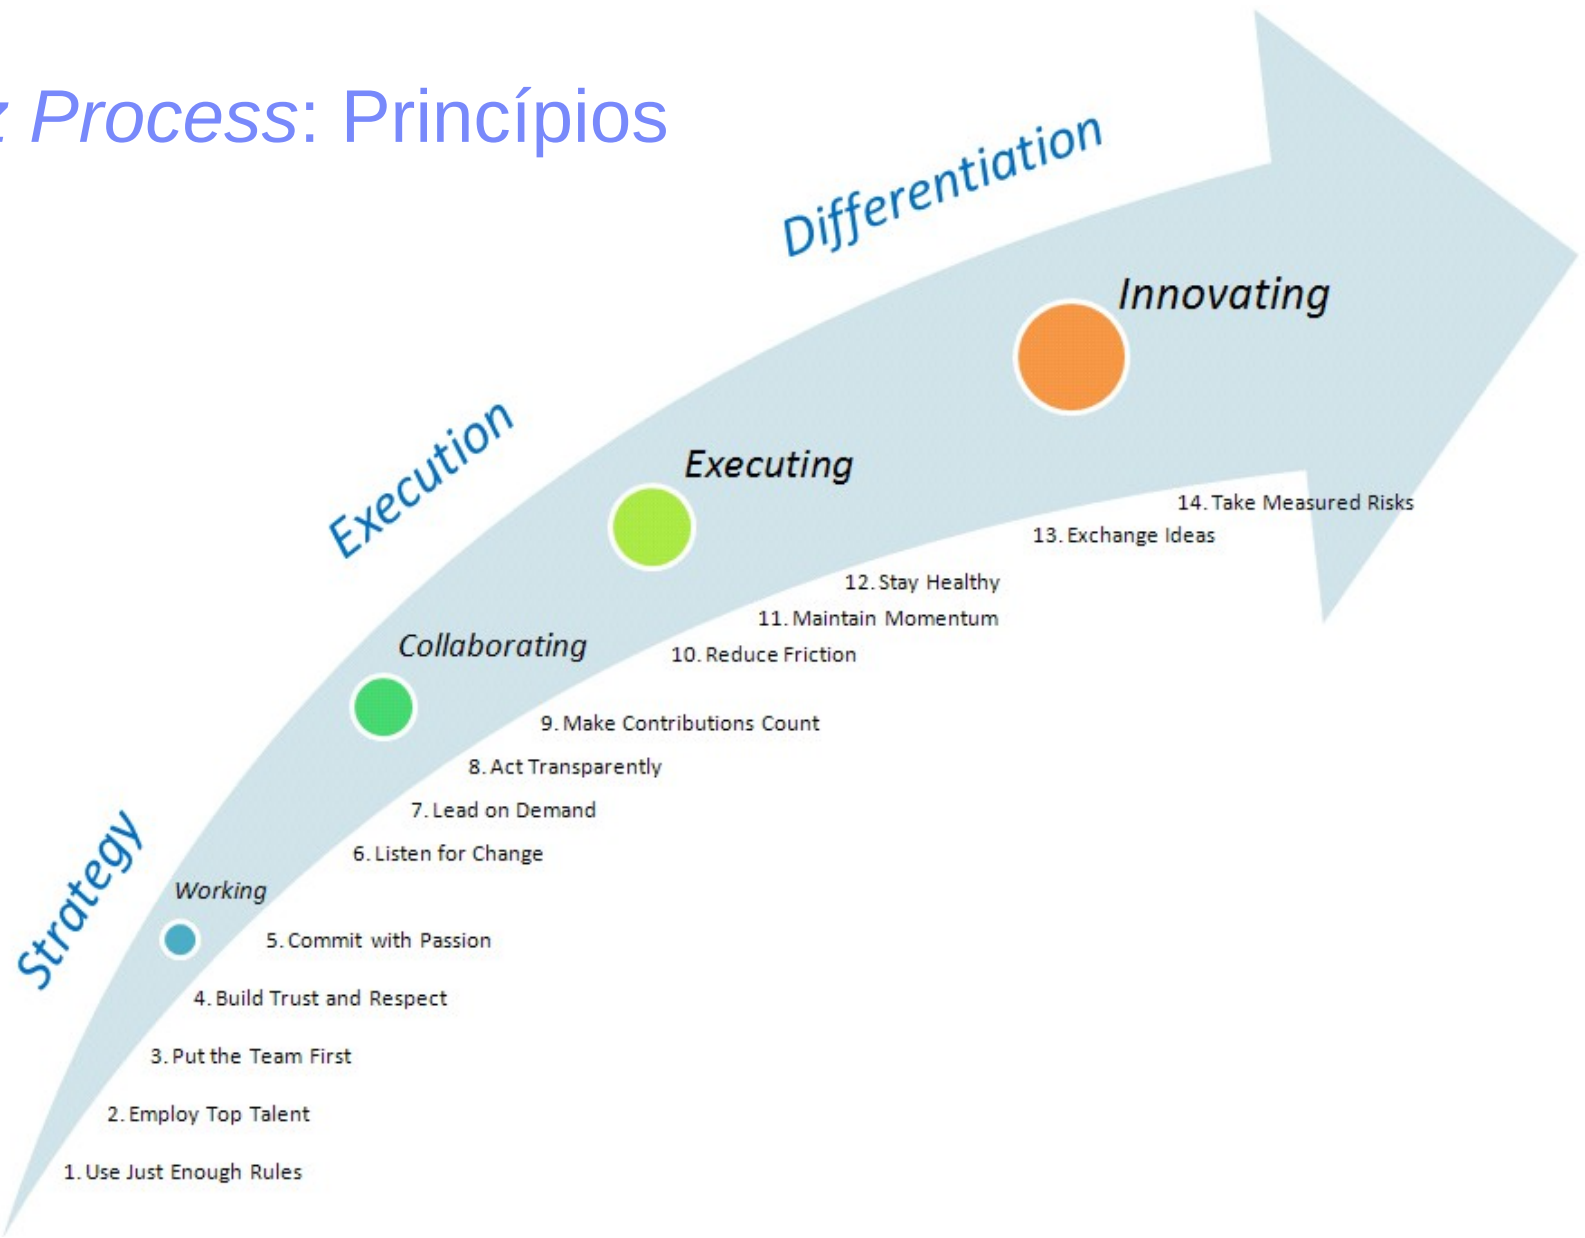 z Process: Princípios
Differentiation
Innovating
Execution
Executing
14. Take Measured Risks
13. Exchange Ideas
12. Stay Healthy
11. Maintain Momentum
Collaborating
10. Reduce Friction
9. Make Contributions Count
8. Act Transparently
7. Lead on Demand
6. Listen for Change
Strategy
Working
5. Commit with Passion
4. Build Trust and Respect
3. Put the Team First
2. Employ Top Talent
1. Use Just Enough Rules